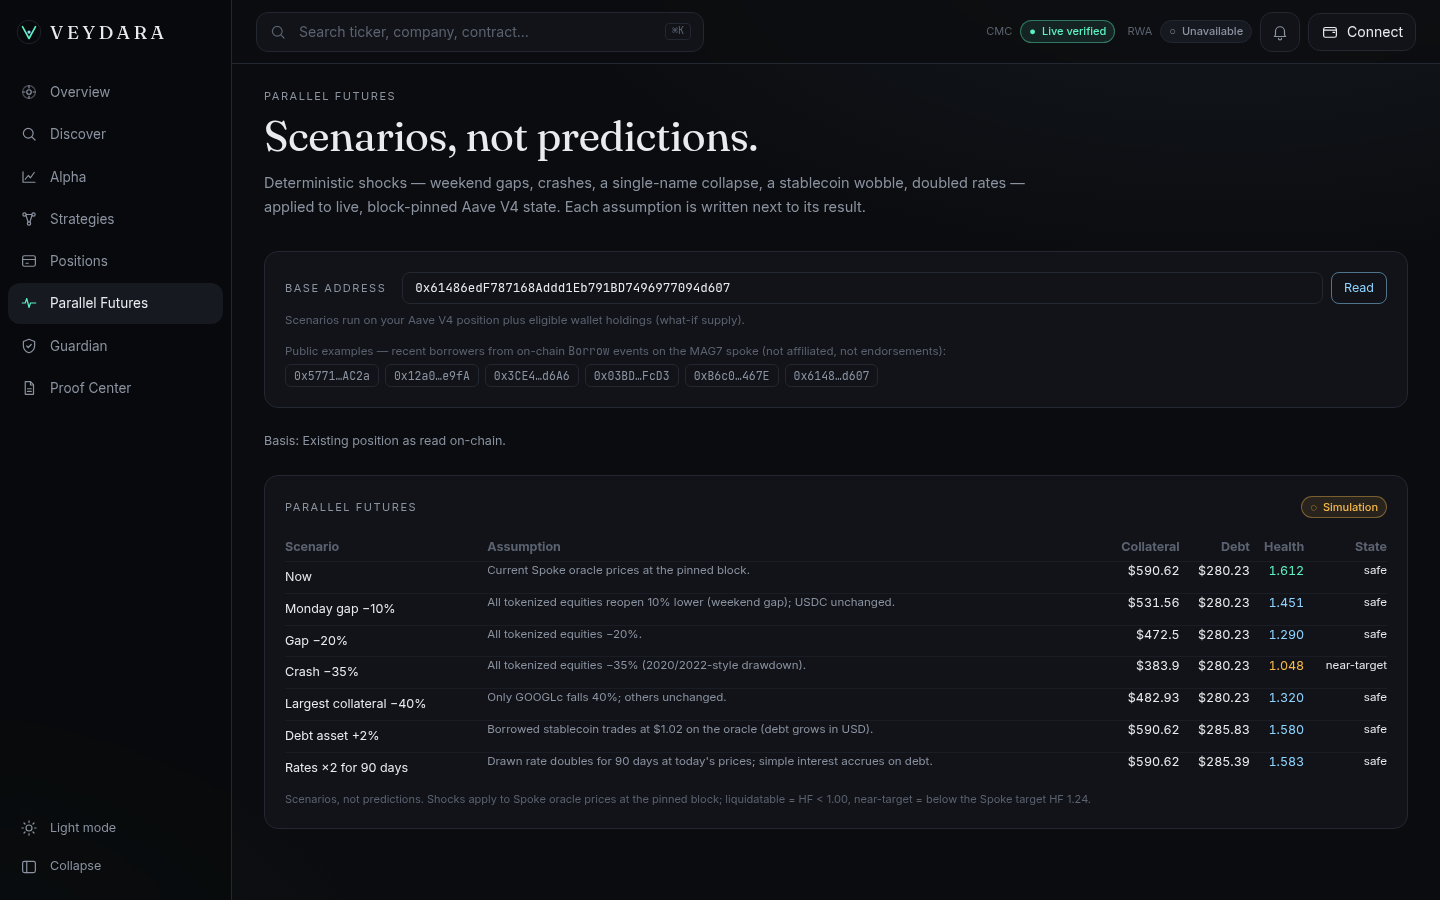 VEYDARA
Search ticker, company, contract...
⌘K
CMC
Live verified
RWA
Unavailable
Connect
Overview
Discover
Alpha
Strategies
Positions
Parallel Futures
Guardian
Proof Center
Light mode
Collapse
PARALLEL FUTURES
Scenarios, not predictions.
Deterministic shocks — weekend gaps, crashes, a single-name collapse, a stablecoin wobble, doubled rates —
applied to live, block-pinned Aave V4 state. Each assumption is written next to its result.
BASE ADDRESS 0x61486edF787168Addd1Eb791BD7496977094d607 Read
Scenarios run on your Aave V4 position plus eligible wallet holdings (what-if supply).
Public examples — recent borrowers from on-chain Borrow events on the MAG7 spoke (not affiliated, not endorsements):
0x5771…AC2a 0x12a0…e9fA 0x3CE4…d6A6 0x03BD…FcD3 0xB6c0…467E 0x6148…d607
Basis: Existing position as read on-chain.
PARALLEL FUTURES Simulation
Scenario Assumption Collateral Debt Health State
Now Current Spoke oracle prices at the pinned block. $590.62 $280.23 1.612 safe
Monday gap −10% All tokenized equities reopen 10% lower (weekend gap); USDC unchanged. $531.56 $280.23 1.451 safe
Gap −20% All tokenized equities −20%. $472.5 $280.23 1.290 safe
Crash −35% All tokenized equities −35% (2020/2022-style drawdown). $383.9 $280.23 1.048 near-target
Largest collateral −40% Only GOOGLc falls 40%; others unchanged. $482.93 $280.23 1.320 safe
Debt asset +2% Borrowed stablecoin trades at $1.02 on the oracle (debt grows in USD). $590.62 $285.83 1.580 safe
Rates ×2 for 90 days Drawn rate doubles for 90 days at today's prices; simple interest accrues on debt. $590.62 $285.39 1.583 safe
Scenarios, not predictions. Shocks apply to Spoke oracle prices at the pinned block; liquidatable = HF < 1.00, near-target = below the Spoke target HF 1.24.